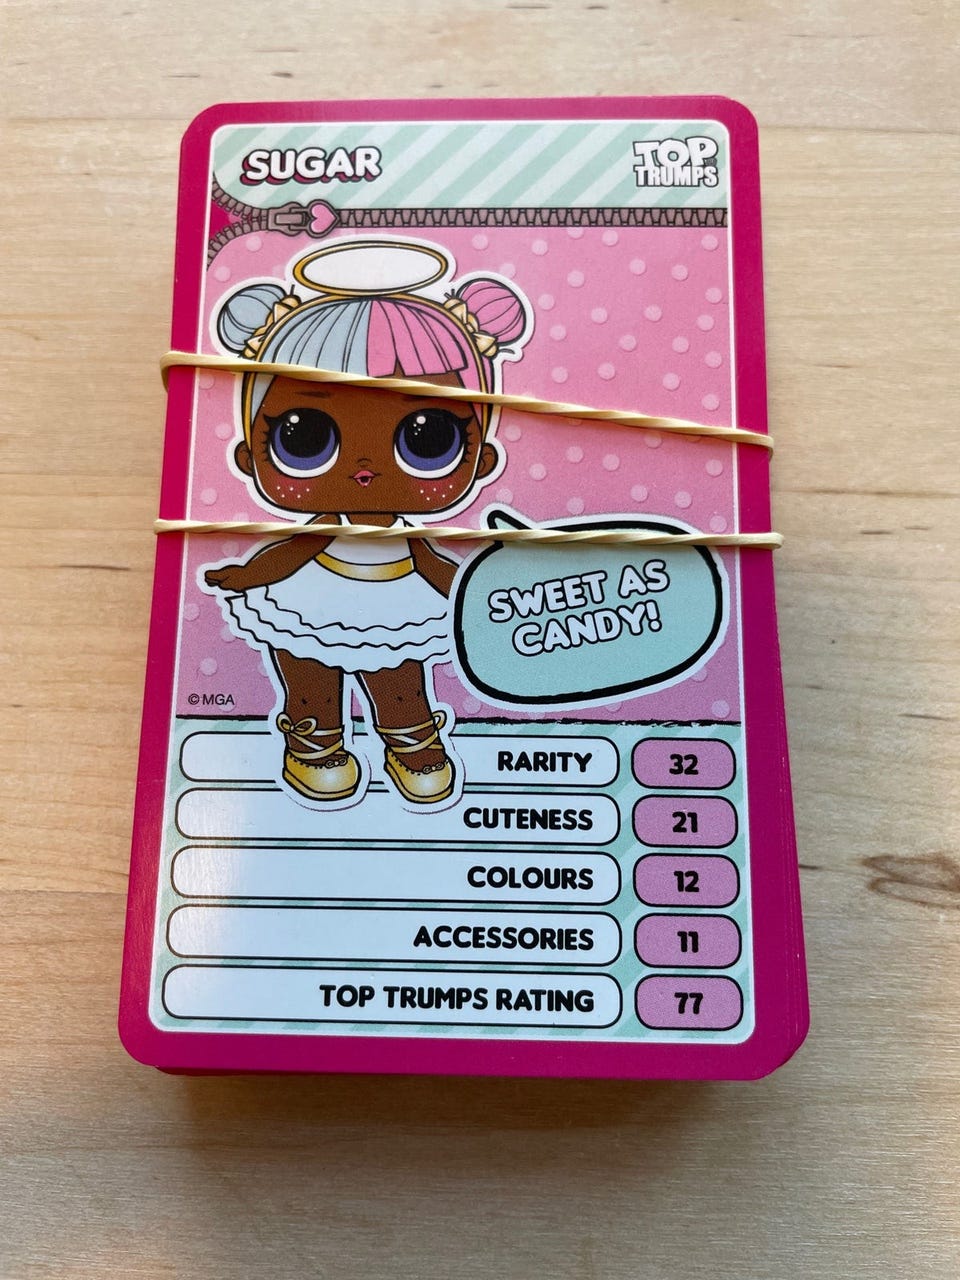 SUGAR
TOP
TRUMPS
SWEET AS
CANDY!
© MGA
RARITY 32
CUTENESS 21
COLOURS 12
ACCESSORIES 11
TOP TRUMPS RATING 77